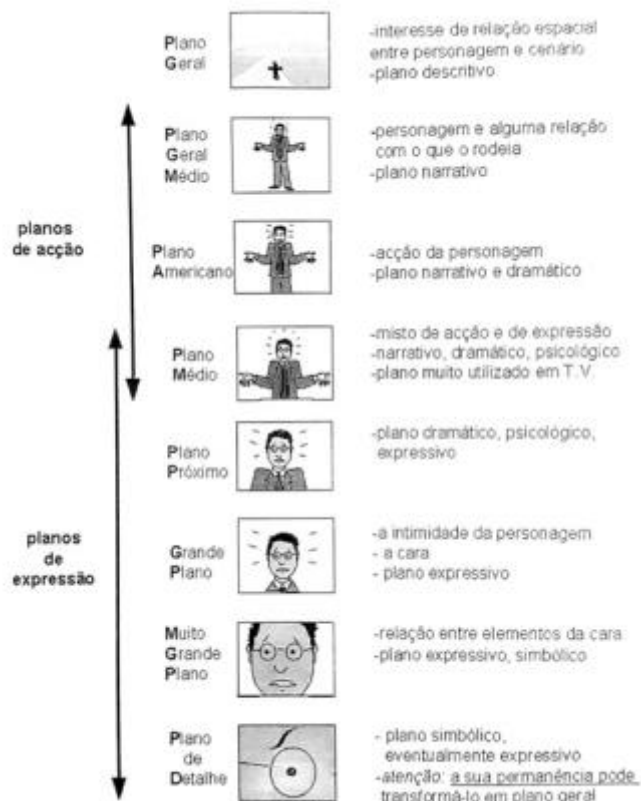 Plano
Geral
-interesse de relação espacial
entre personagem e cenário
-plano descritivo
planos
de acção
Plano
Geral
Médio
-personagem e alguma relação
com o que o rodeia
-plano narrativo
Plano
Americano
-acção da personagem
-plano narrativo e dramático
Plano
Médio
-misto de acção e de expressão
-narrativo, dramático, psicológico
-plano muito utilizado em T.V.
planos
de
expressão
Plano
Próximo
-plano dramático, psicológico,
expressivo
Grande
Plano
-a intimidade da personagem
- a cara
- plano expressivo
Muito
Grande
Plano
-relação entre elementos da cara
-plano expressivo, simbólico
Plano
de
Detalhe
- plano simbólico,
eventualmente expressivo
-atenção: a sua permanência pode
transformá-lo em plano geral